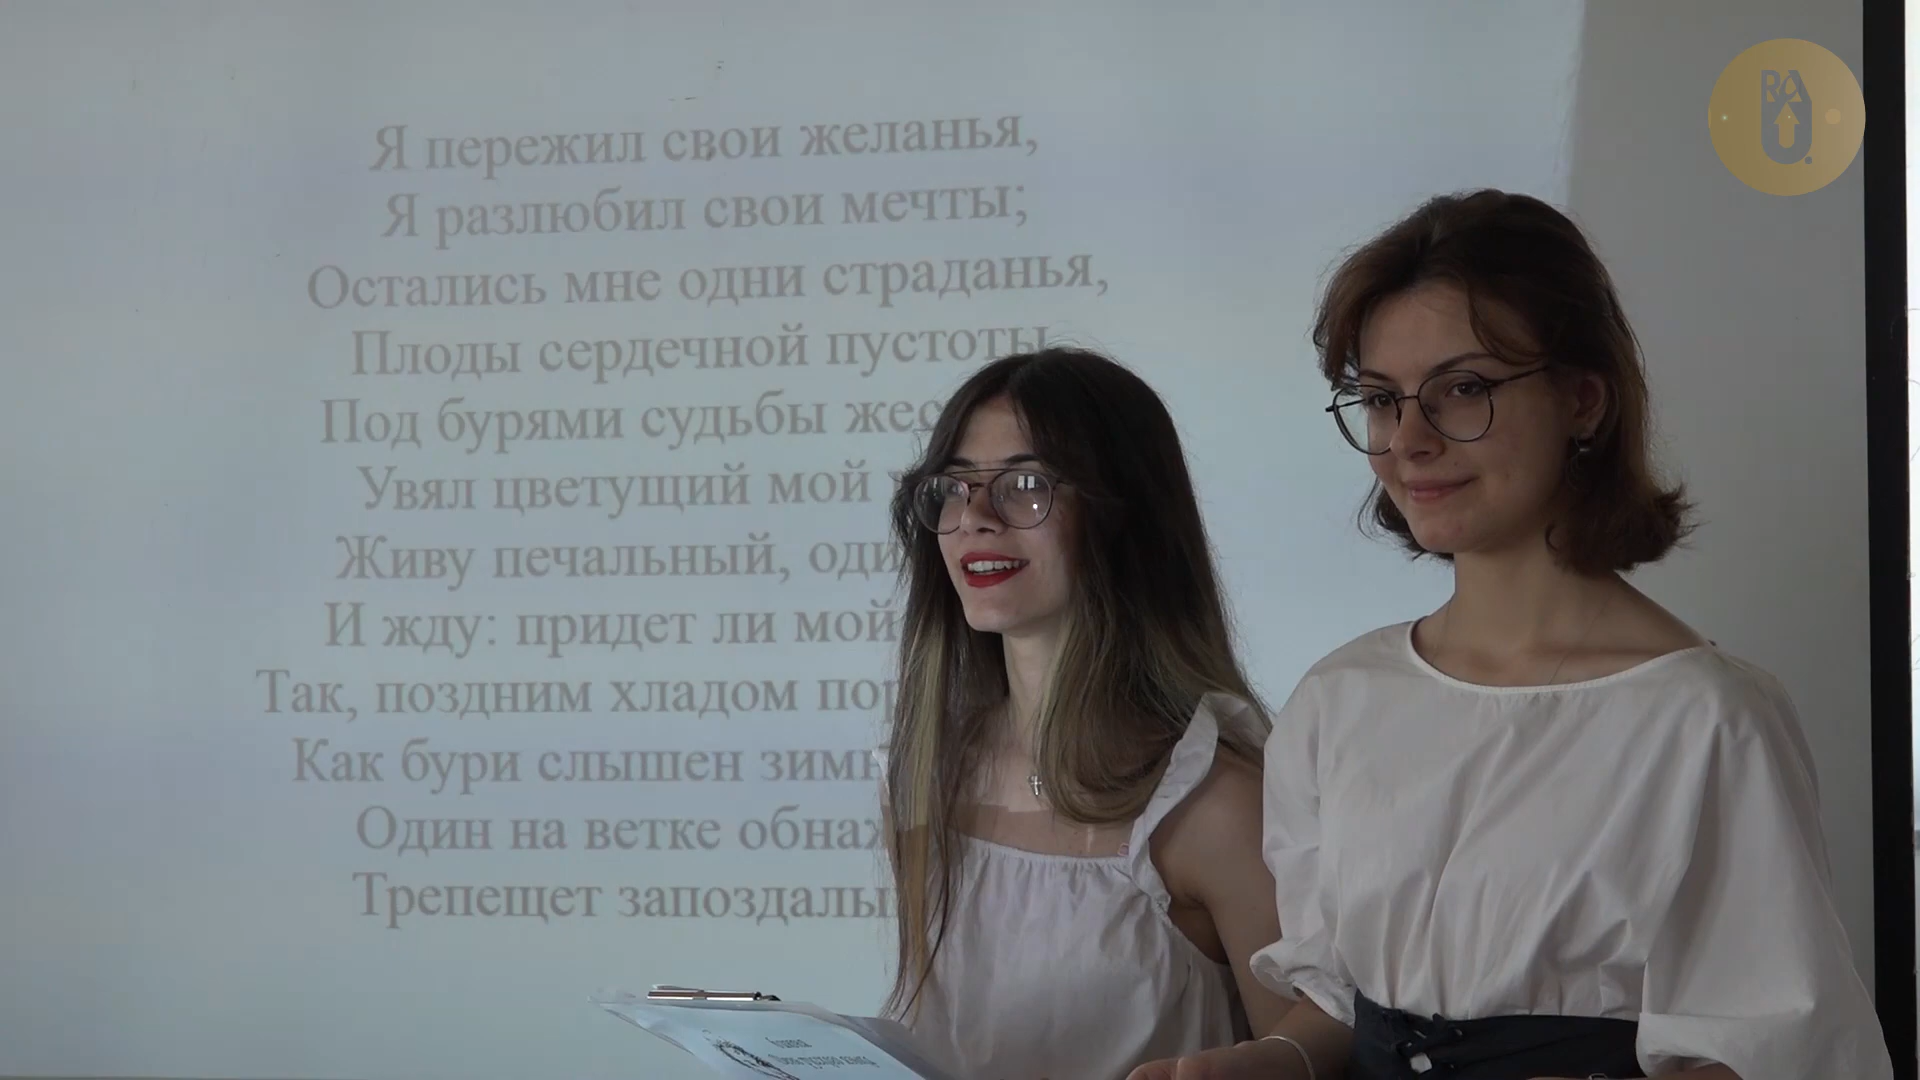 Я пережил свои желанья,
Я разлюбил свои мечты;
Остались мне одни страданья,
Плоды сердечной пустоты
Под бурями судьбы жес
Увял цветущий мой
Живу печальный, оди
И жду: придет ли мой
Так, поздним хладом пор
Как бури слышен зимн
Один на ветке обнаж
Трепещет запоздалы
RAU